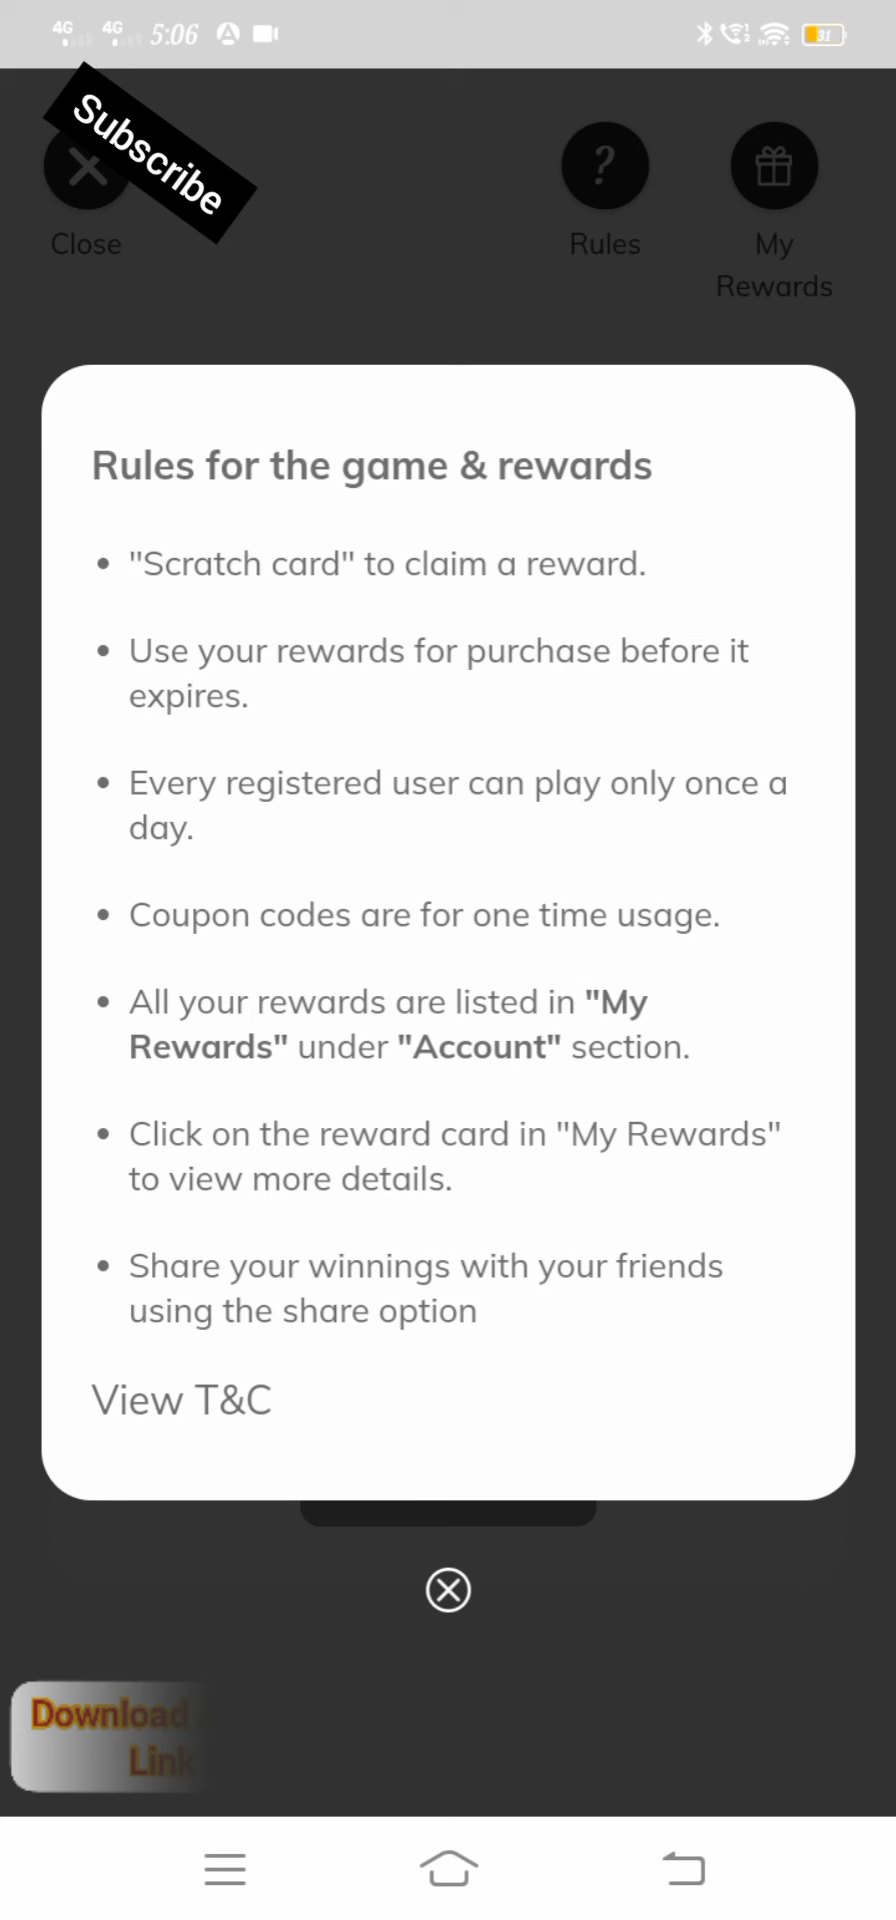 4G 4G 5:06 31
Subscribe
?
Close
Rules
My
Rewards
Rules for the game & rewards
• "Scratch card" to claim a reward.
• Use your rewards for purchase before it
expires.
• Every registered user can play only once a
day.
• Coupon codes are for one time usage.
• All your rewards are listed in "My
Rewards" under "Account" section.
• Click on the reward card in "My Rewards"
to view more details.
• Share your winnings with your friends
using the share option
View T&C
Download
Link